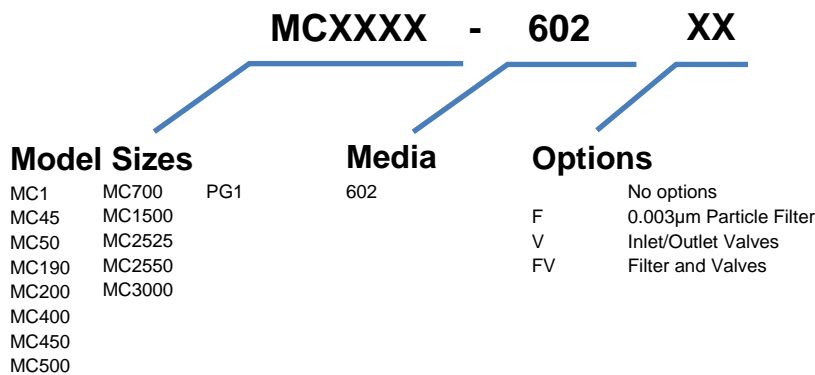 MCXXXX - 602 XX
Model Sizes Media Options
MC1 MC700 PG1 602 No options
MC45 MC1500 F 0.003µm Particle Filter
MC50 MC2525 V Inlet/Outlet Valves
MC190 MC2550 FV Filter and Valves
MC200 MC3000
MC400
MC450
MC500